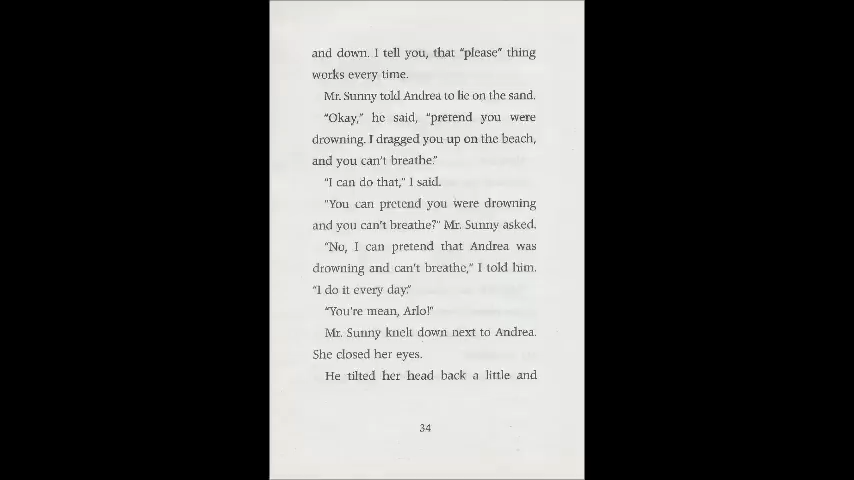 and down. I tell you, that “please” thing
works every time.
Mr. Sunny told Andrea to lie on the sand.
“Okay,” he said, “pretend you were
drowning. I dragged you up on the beach,
and you can’t breathe.”
“I can do that,” I said.
“You can pretend you were drowning
and you can’t breathe?” Mr. Sunny asked.
“No, I can pretend that Andrea was
drowning and can’t breathe,” I told him.
“I do it every day.”
“You’re mean, Arlo!”
Mr. Sunny knelt down next to Andrea.
She closed her eyes.
He tilted her head back a little and
34